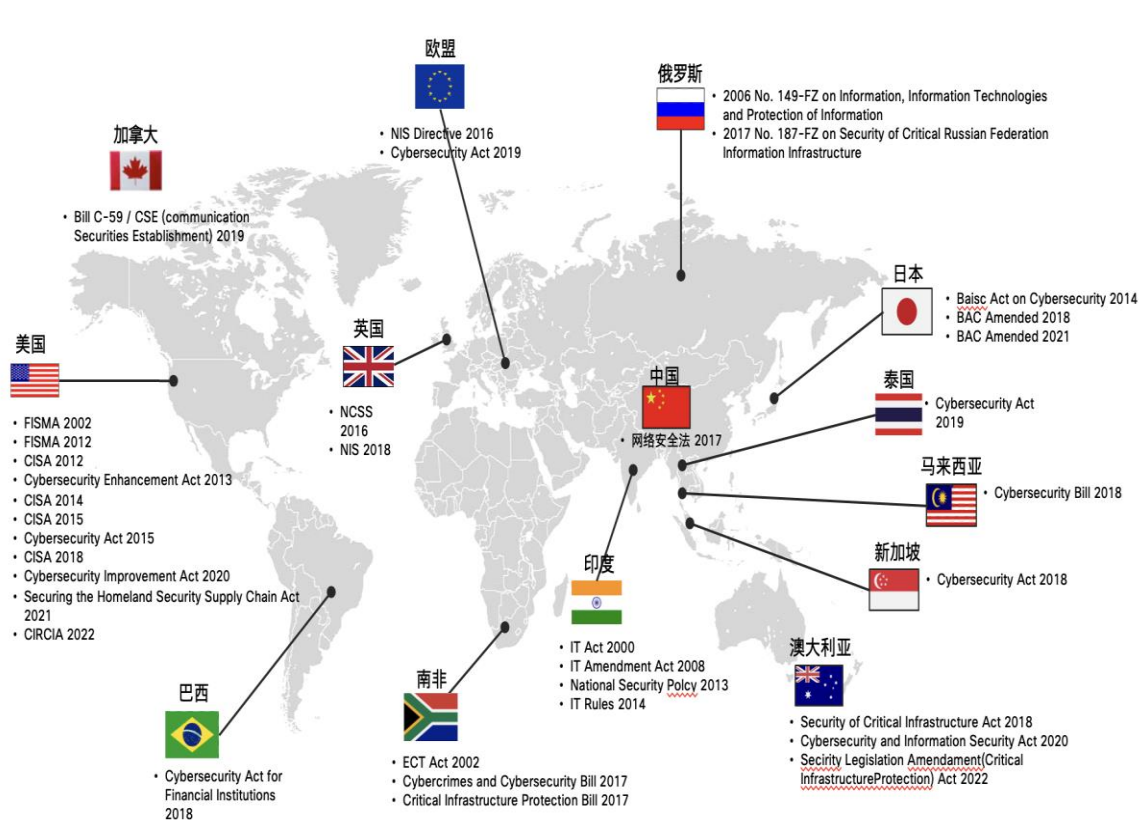 欧盟
• NIS Directive 2016
• Cybersecurity Act 2019
俄罗斯
• 2006 No. 149-FZ on Information, Information Technologies
and Protection of Information
• 2017 No. 187-FZ on Security of Critical Russian Federation
Information Infrastructure
加拿大
• Bill C-59 / CSE (communication
Securities Establishment) 2019
日本
• Baisc Act on Cybersecurity 2014
• BAC Amended 2018
• BAC Amended 2021
美国
• FISMA 2002
• FISMA 2012
• CISA 2012
• Cybersecurity Enhancement Act 2013
• CISA 2014
• CISA 2015
• Cybersecurity Act 2015
• CISA 2018
• Cybersecurity Improvement Act 2020
• Securing the Homeland Security Supply Chain Act
2021
• CIRCIA 2022
英国
• NCSS
2016
• NIS 2018
中国
• 网络安全法 2017
泰国
• Cybersecurity Act
2019
马来西亚
• Cybersecurity Bill 2018
新加坡
• Cybersecurity Act 2018
印度
• IT Act 2000
• IT Amendment Act 2008
• National Security Polcy 2013
• IT Rules 2014
澳大利亚
• Security of Critical Infrastructure Act 2018
• Cybersecurity and Information Security Act 2020
• Secirity Legislation Amendament(Critical
InfrastructureProtection) Act 2022
巴西
• Cybersecurity Act for
Financial Institutions
2018
南非
• ECT Act 2002
• Cybercrimes and Cybersecurity Bill 2017
• Critical Infrastructure Protection Bill 2017